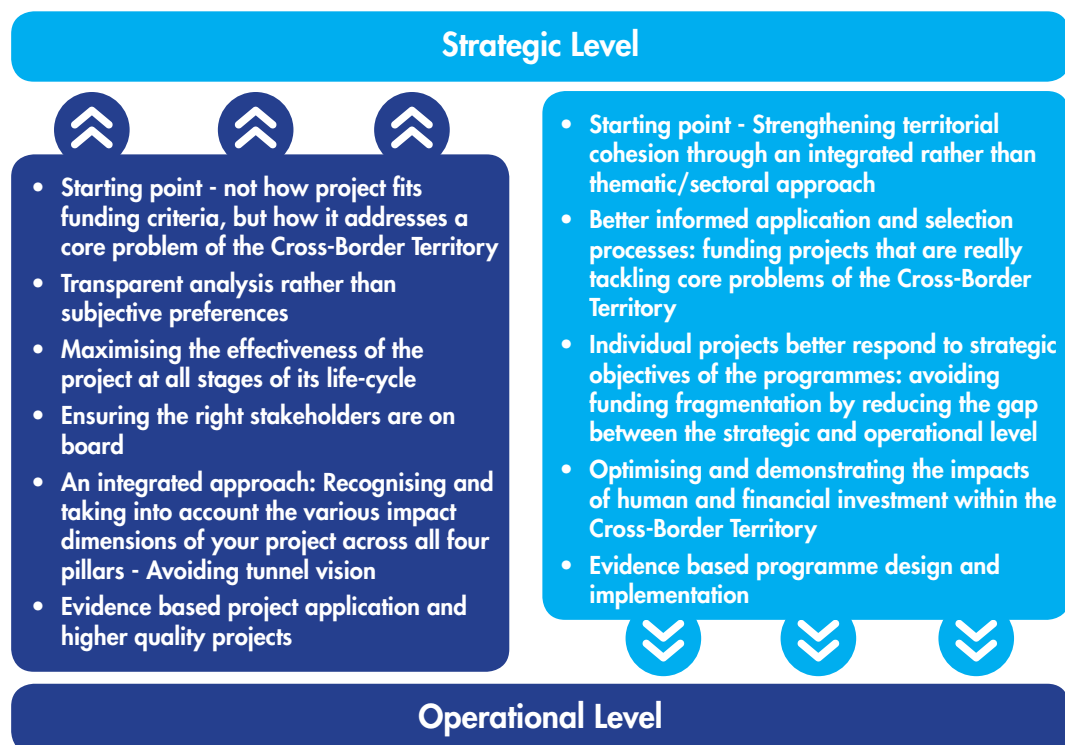 Strategic Level
• Starting point - not how project fits
funding criteria, but how it addresses a
core problem of the Cross-Border Territory
• Transparent analysis rather than
subjective preferences
• Maximising the effectiveness of the
project at all stages of its life-cycle
• Ensuring the right stakeholders are on
board
• An integrated approach: Recognising and
taking into account the various impact
dimensions of your project across all four
pillars - Avoiding tunnel vision
• Evidence based project application and
higher quality projects
• Starting point - Strengthening territorial
cohesion through an integrated rather than
thematic/sectoral approach
• Better informed application and selection
processes: funding projects that are really
tackling core problems of the Cross-Border
Territory
• Individual projects better respond to strategic
objectives of the programmes: avoiding
funding fragmentation by reducing the gap
between the strategic and operational level
• Optimising and demonstrating the impacts
of human and financial investment within the
Cross-Border Territory
• Evidence based programme design and
implementation
Operational Level